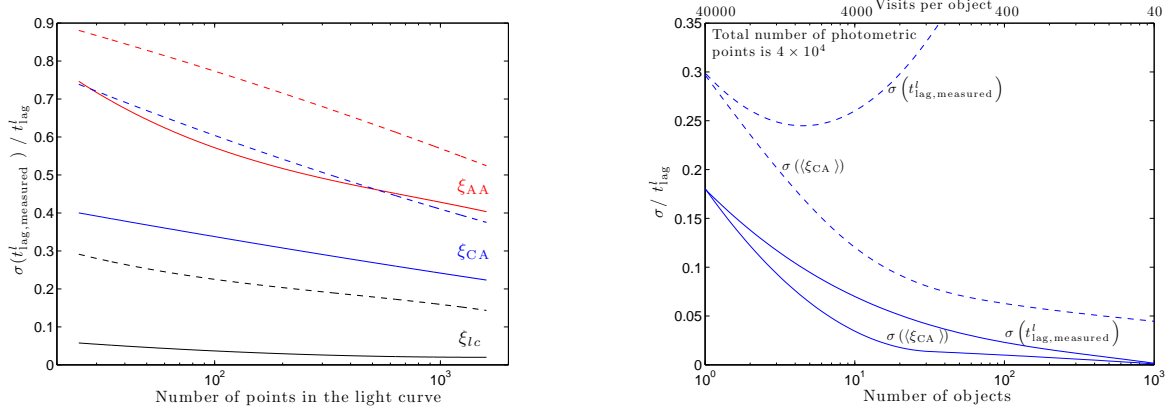 σ(t^l_lag,measured) / t^l_lag
0.9
0.8
0.7
0.6
0.5
0.4
0.3
0.2
0.1
0
10^2
10^3
Number of points in the light curve
ξ_AA
ξ_CA
ξ_lc
Visits per object
40000
4000
400
40
Total number of photometric
points is 4 × 10^4
σ / t^l_lag
0.35
0.3
0.25
0.2
0.15
0.1
0.05
0
σ (t^l_lag,measured)
σ (⟨ξ_CA⟩)
σ (⟨ξ_CA⟩)
σ (t^l_lag,measured)
10^0
10^1
10^2
10^3
Number of objects